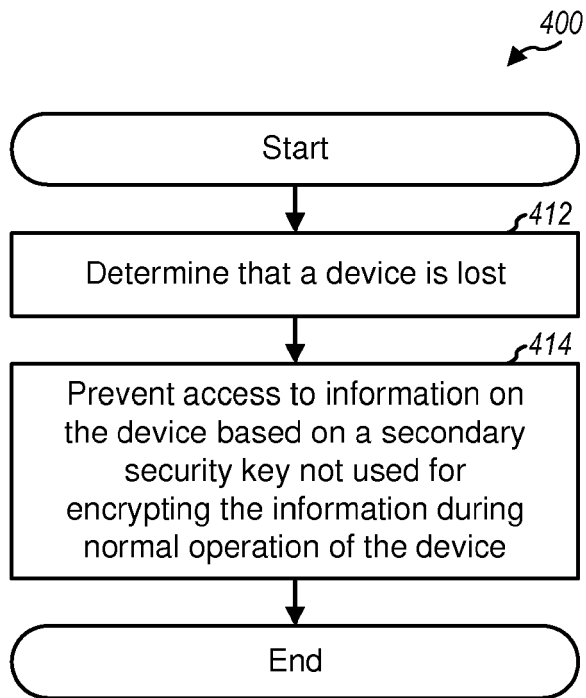 400
Start
412
Determine that a device is lost
414
Prevent access to information on
the device based on a secondary
security key not used for
encrypting the information during
normal operation of the device
End